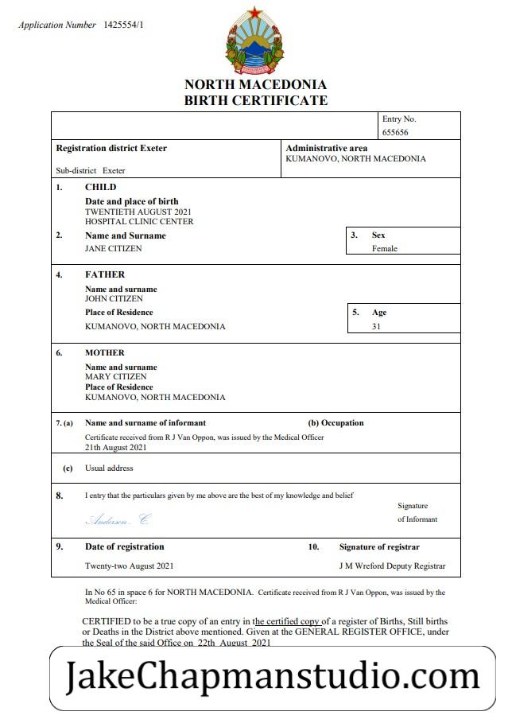 Application Number 1425554/1
NORTH MACEDONIA
BIRTH CERTIFICATE
Entry No.
655656
Registration district Exeter
Administrative area
KUMANOVO, NORTH MACEDONIA
Sub-district Exeter
1. CHILD
Date and place of birth
TWENTIETH AUGUST 2021
HOSPITAL CLINIC CENTER
2. Name and Surname
3. Sex
JANE CITIZEN
Female
4. FATHER
Name and surname
JOHN CITIZEN
Place of Residence
5. Age
KUMANOVO, NORTH MACEDONIA
31
6. MOTHER
Name and surname
MARY CITIZEN
Place of Residence
KUMANOVO, NORTH MACEDONIA
7. (a) Name and surname of informant
(b) Occupation
Certificate received from R J Van Oppon, was issued by the Medical Officer
21th August 2021
(c) Usual address
8. I entry that the particulars given by me above are the best of my knowledge and belief
Signature
of Informant
Anderson C
9. Date of registration
10. Signature of registrar
Twenty-two August 2021
J M Wreford Deputy Registrar
In No 65 in space 6 for NORTH MACEDONIA. Certificate received from R J Van Oppon, was issued by the
Medical Officer:
CERTIFIED to be a true copy of an entry in the certified copy of a register of Births, Still births
or Deaths in the District above mentioned. Given at the GENERAL REGISTER OFFICE, under
the Seal of the said Office on 22th August 2021
JakeChapmanstudio.com